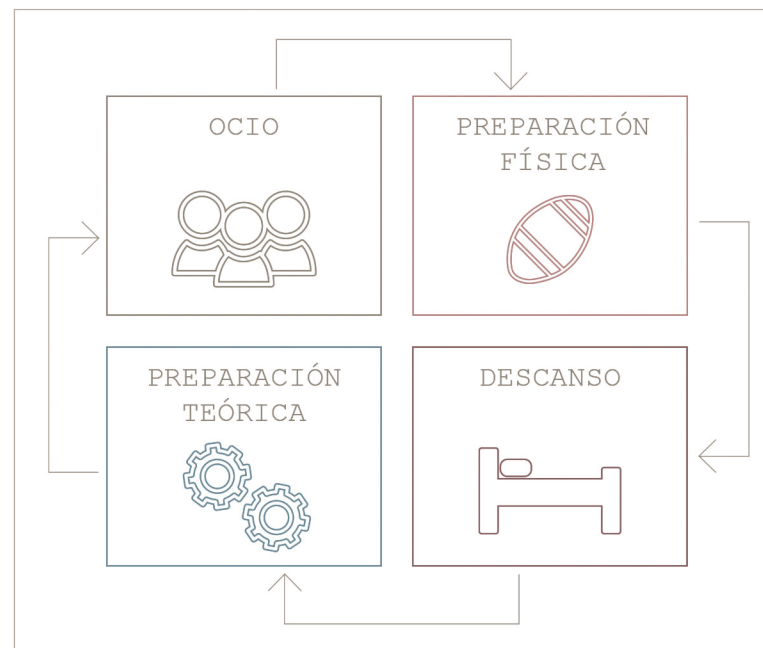 OCIO
PREPARACIÓN
FÍSICA
PREPARACIÓN
TEÓRICA
DESCANSO